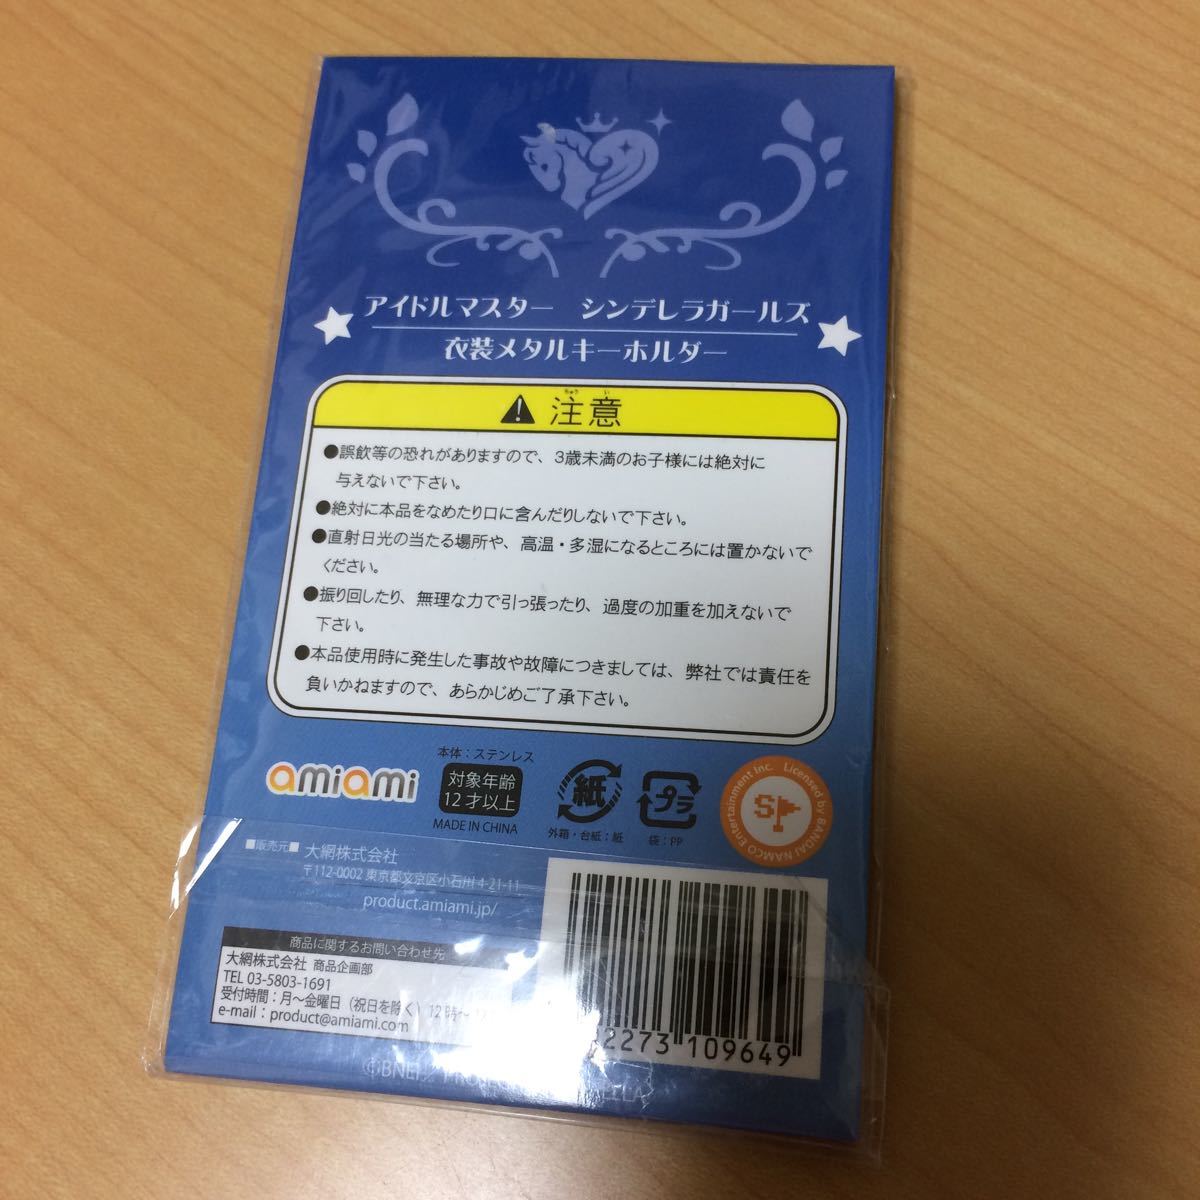 アイドルマスター　シンデレラガールズ
衣装メタルキーホルダー
ちゅう　い
注意
●誤飲等の恐れがありますので、3歳未満のお子様には絶対に
与えないで下さい。
●絶対に本品をなめたり口に含んだりしないで下さい。
●直射日光の当たる場所や、高温・多湿になるところには置かないで
ください。
●振り回したり、無理な力で引っ張ったり、過度の加重を加えないで
下さい。
●本品使用時に発生した事故や故障につきましては、弊社では責任を
負いかねますので、あらかじめご了承下さい。
amiami
本体：ステンレス
対象年齢
12才以上
MADE IN CHINA
紙
外箱・台紙：紙
プラ
袋：PP
Licensed by BANDAI NAMCO Entertainment Inc.
■販売元■ 大網株式会社
〒112-0002 東京都文京区小石川 4-21-11
product.amiami.jp/
商品に関するお問い合わせ先
大網株式会社 商品企画部
TEL 03-5803-1691
受付時間：月～金曜日（祝日を除く）12時～
e-mail : product@amiami.com
2273 109649